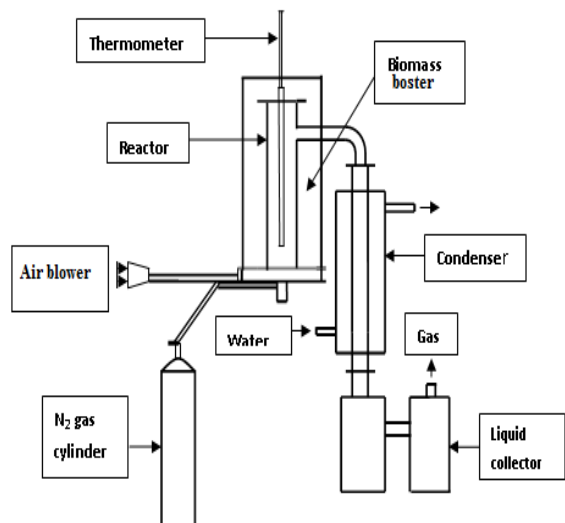 Thermometer
Biomass
boster
Reactor
Air blower
Condenser
Water
Gas
N₂ gas
cylinder
Liquid
collector